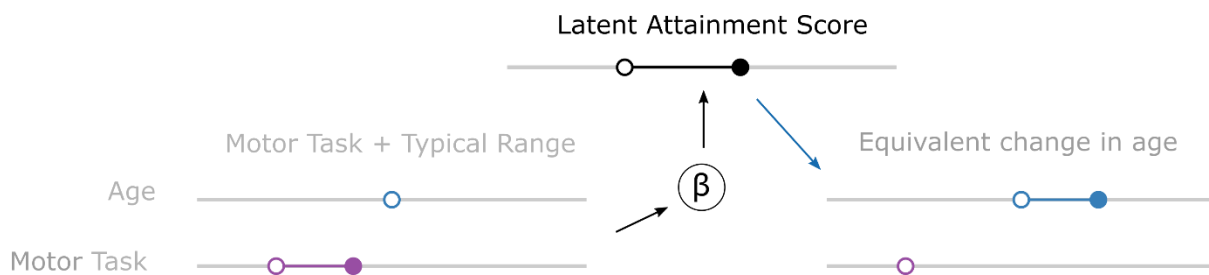 Latent Attainment Score
Motor Task + Typical Range
Equivalent change in age
Age
β
Motor Task